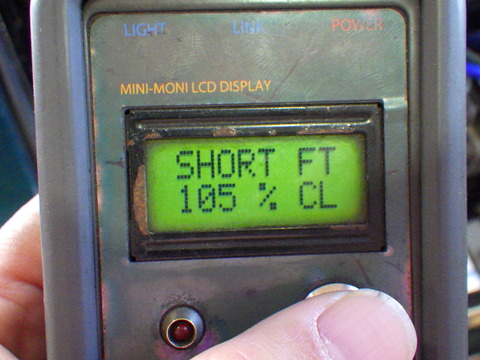 LIGHT LINK POWER
MINI-MONI LCD DISPLAY
SHORT FT
105 % CL